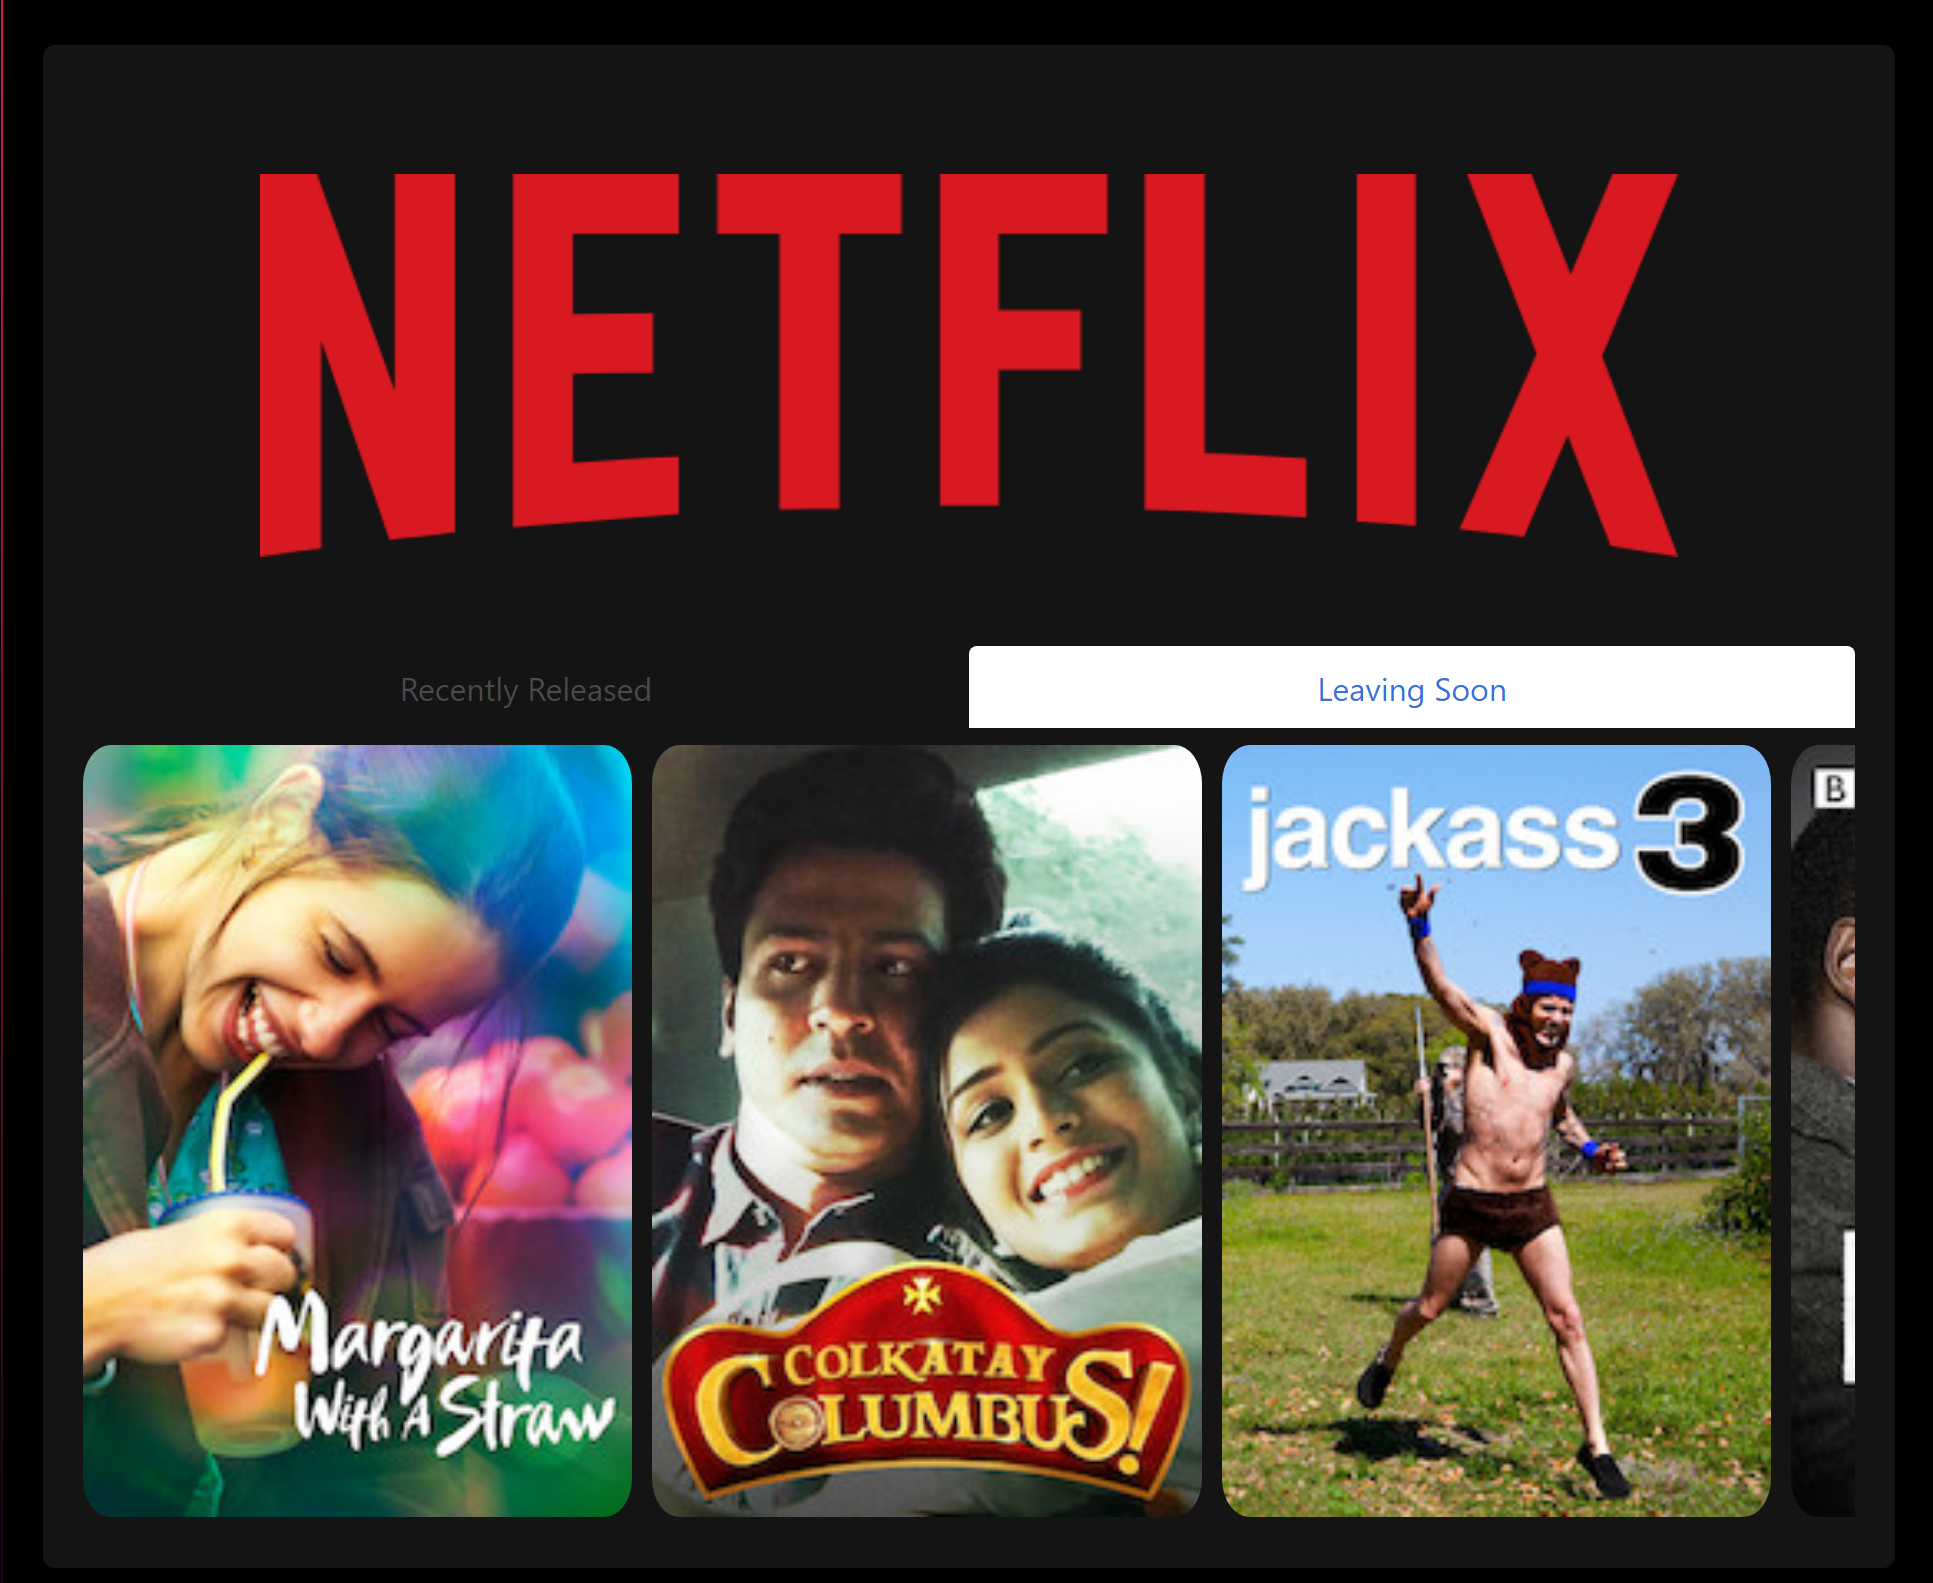 NETFLIX
Recently Released
Leaving Soon
Margarita
With A Straw
COLKATAY
COLUMBUS!
jackass 3
B